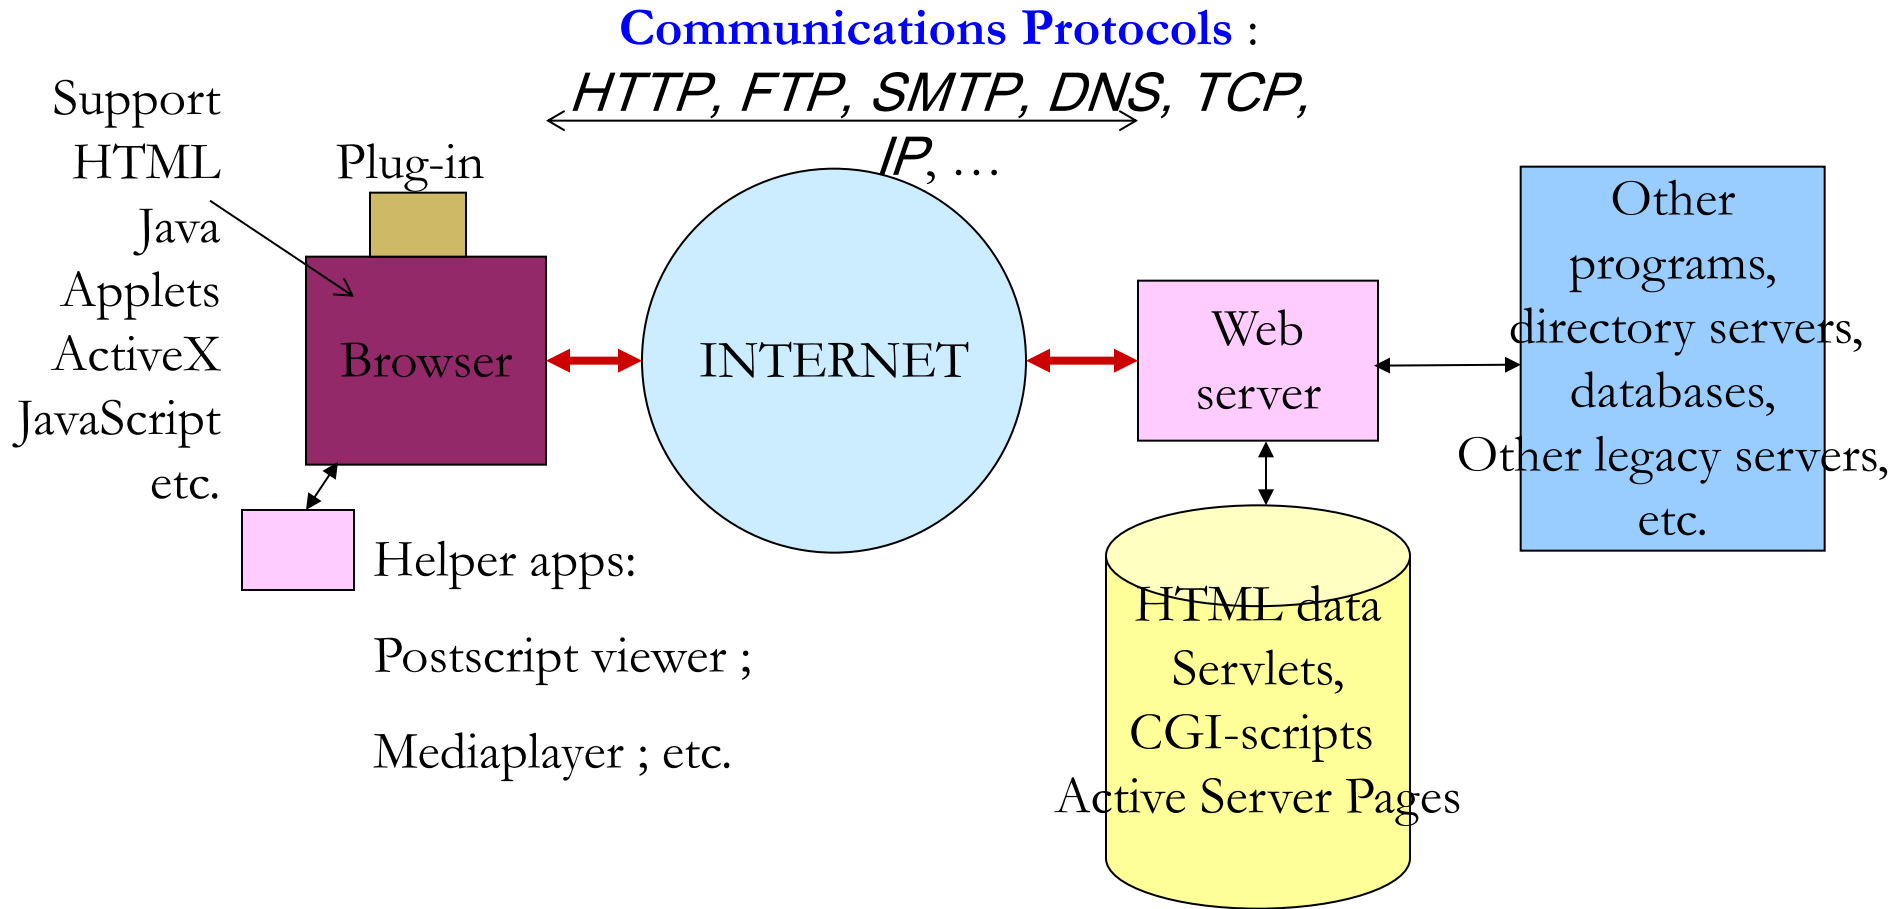 Communications Protocols :
HTTP, FTP, SMTP, DNS, TCP,
IP, …
Support
HTML
Java
Applets
ActiveX
JavaScript
etc.
Plug-in
Browser
INTERNET
Web
server
Other
programs,
directory servers,
databases,
Other legacy servers,
etc.
Helper apps:
Postscript viewer ;
Mediaplayer ; etc.
HTML data
Servlets,
CGI-scripts
Active Server Pages